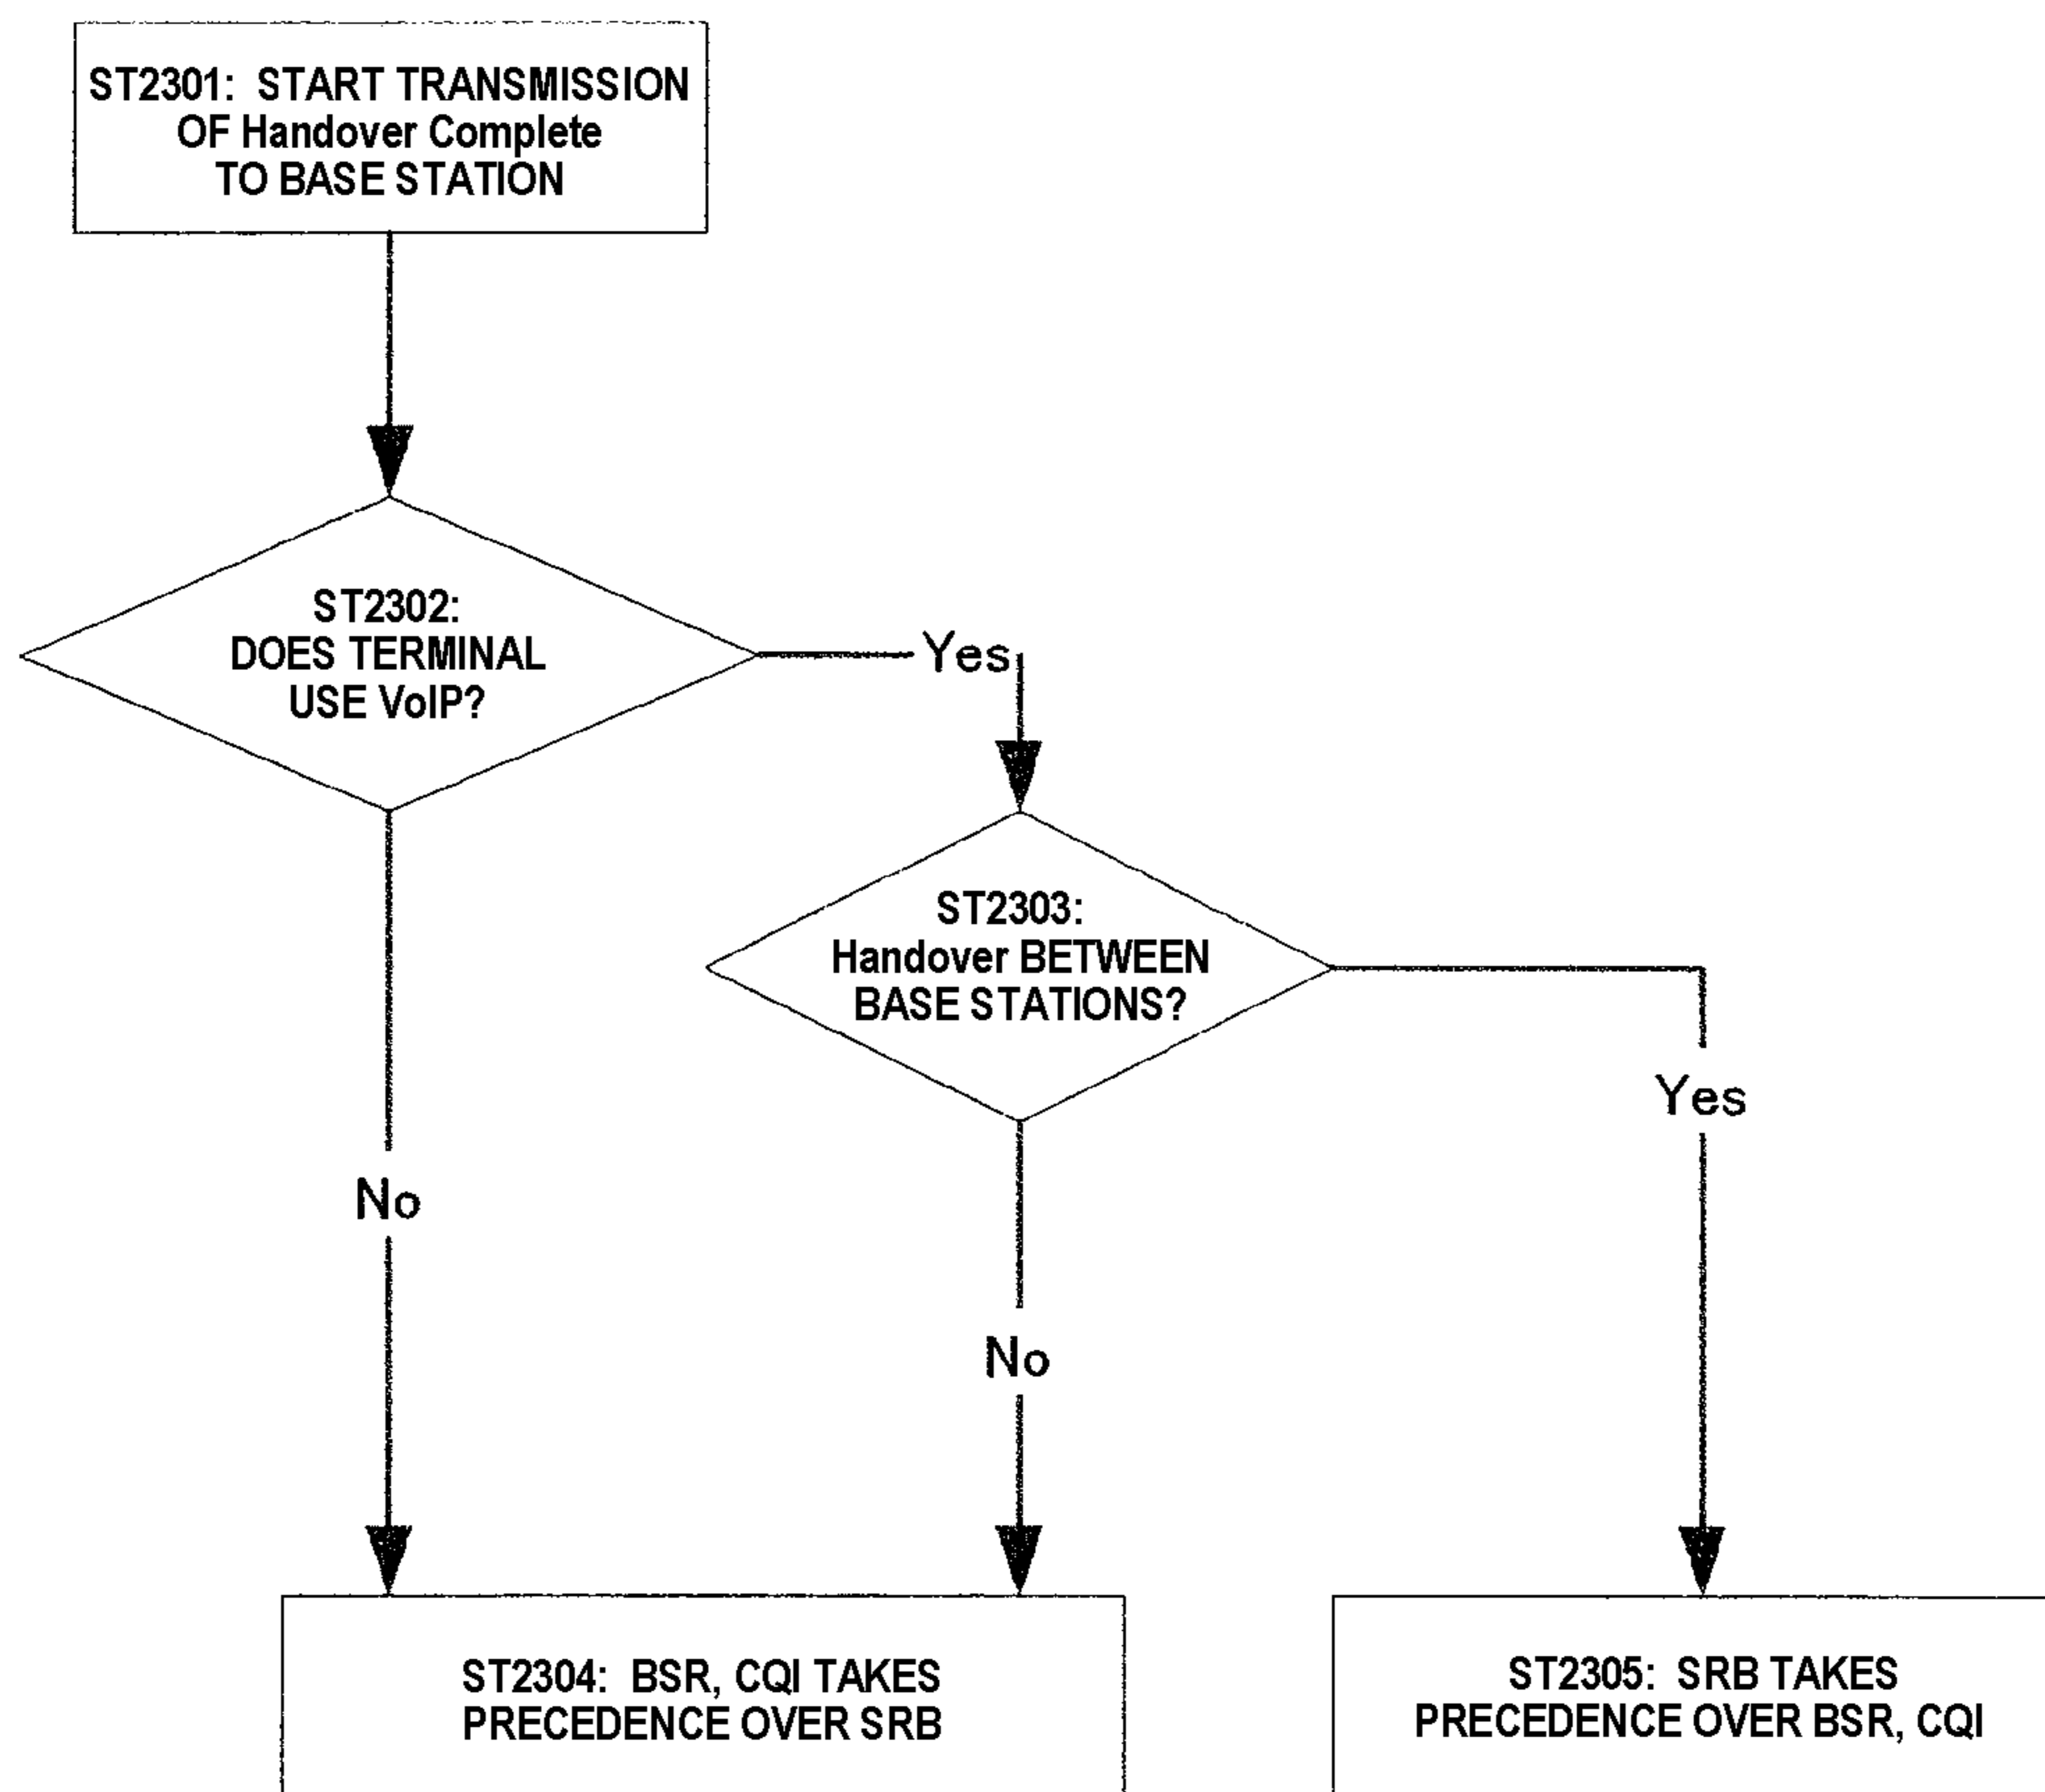 ST2301: START TRANSMISSION
OF Handover Complete
TO BASE STATION
ST2302:
DOES TERMINAL
USE VoIP?
Yes
ST2303:
Handover BETWEEN
BASE STATIONS?
Yes
No
No
ST2304: BSR, CQI TAKES
PRECEDENCE OVER SRB
ST2305: SRB TAKES
PRECEDENCE OVER BSR, CQI